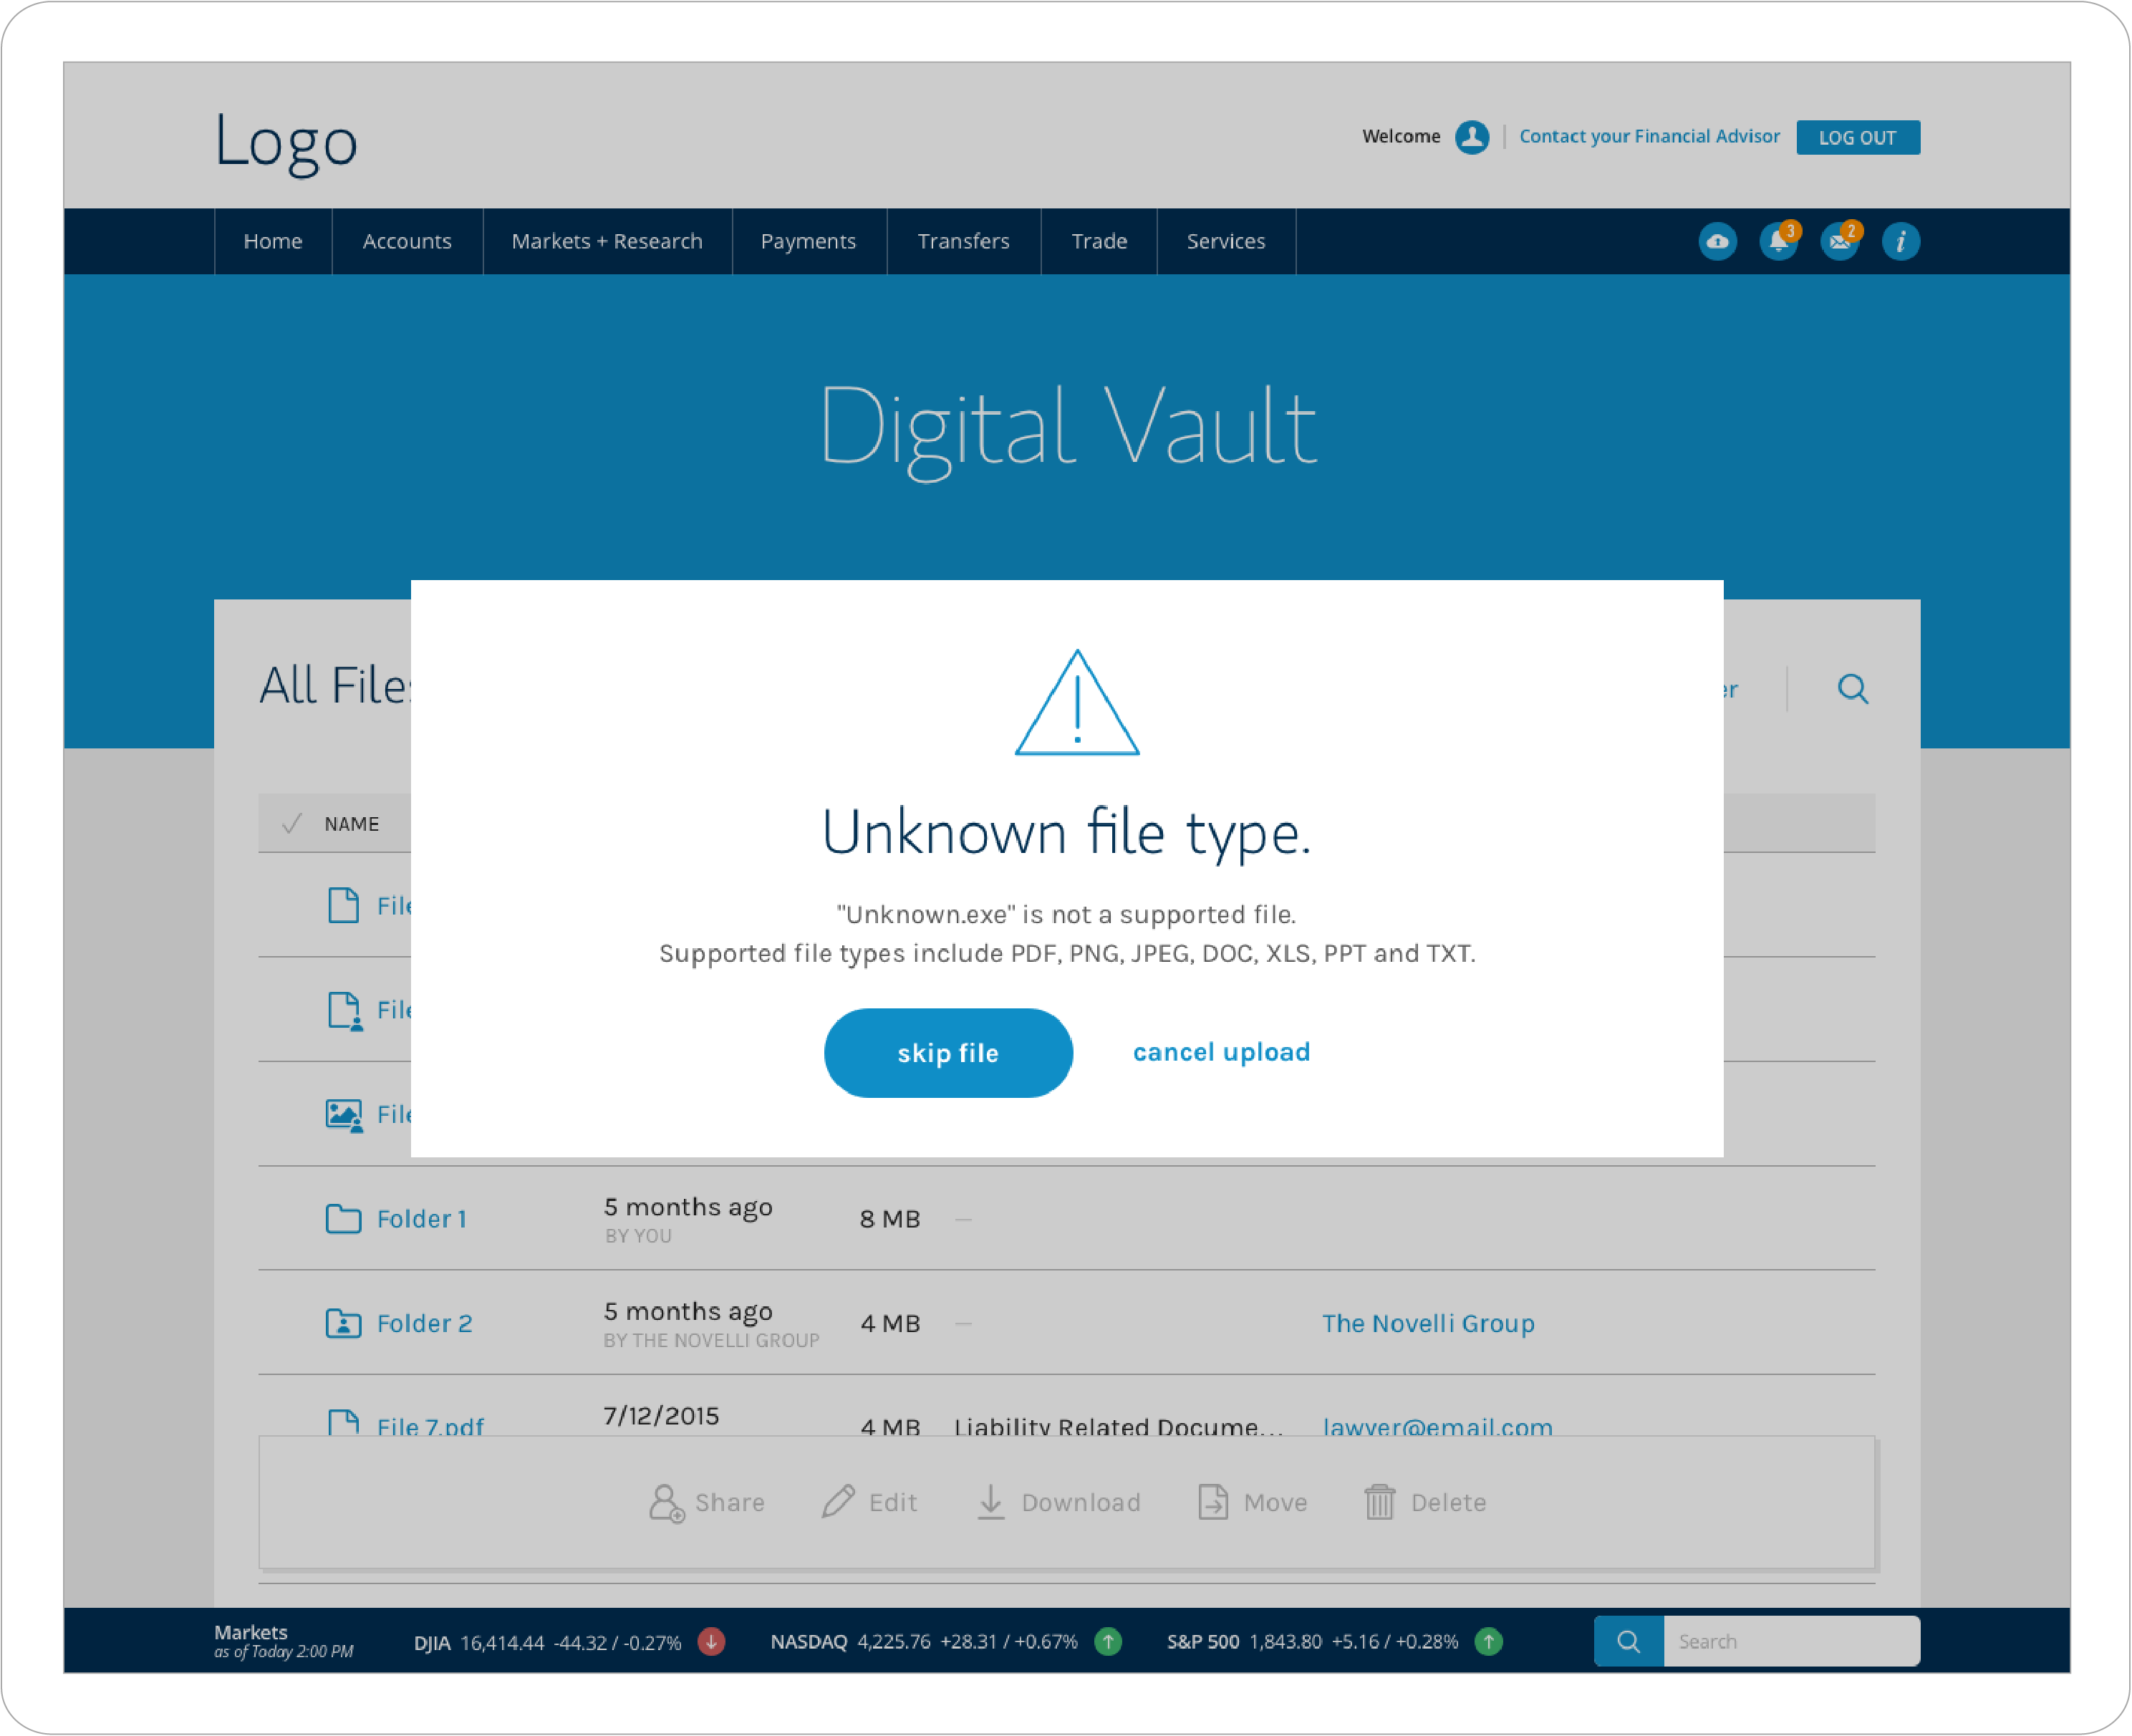 Logo
Welcome
Contact your Financial Advisor
LOG OUT
Home Accounts Markets + Research Payments Transfers Trade Services
3
2
i
Digital Vault
All Files
Unknown file type.
"Unknown.exe" is not a supported file.
Supported file types include PDF, PNG, JPEG, DOC, XLS, PPT and TXT.
skip file cancel upload
NAME
File
File
File
Folder 1 5 months ago 8 MB —
BY YOU
Folder 2 5 months ago 4 MB — The Novelli Group
BY THE NOVELLI GROUP
File 7.pdf 7/12/2015 4 MB Liability Related Docume... lawyer@email.com
Share Edit Download Move Delete
Markets
as of Today 2:00 PM
DJIA 16,414.44 -44.32 / -0.27%
NASDAQ 4,225.76 +28.31 / +0.67%
S&P 500 1,843.80 +5.16 / +0.28%
Search